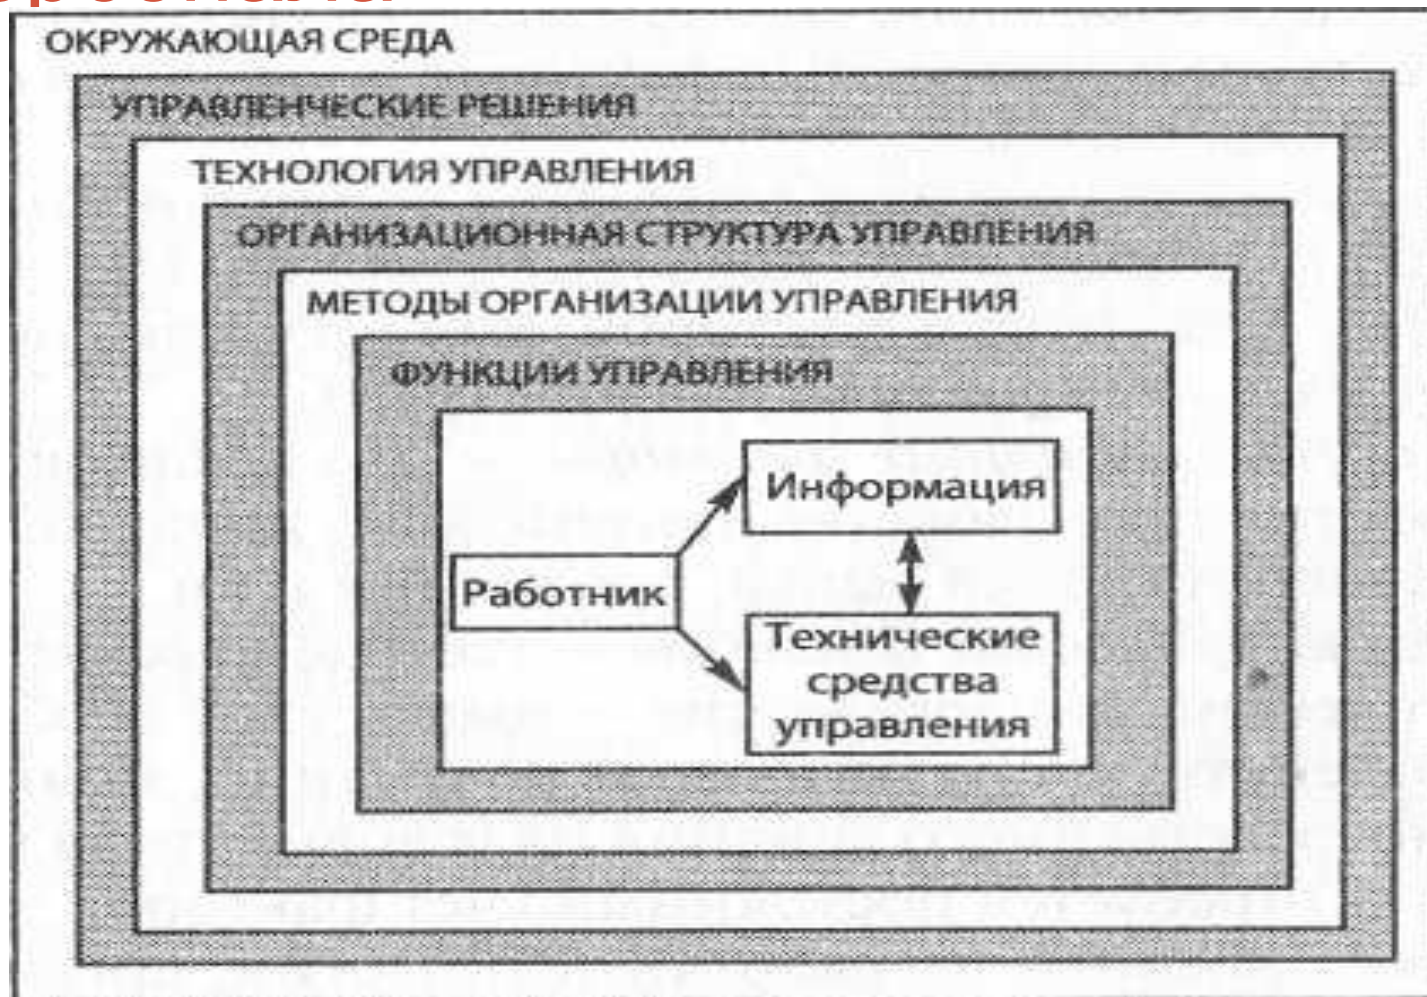 ОКРУЖАЮЩАЯ СРЕДА
УПРАВЛЕНЧЕСКИЕ РЕШЕНИЯ
ТЕХНОЛОГИЯ УПРАВЛЕНИЯ
ОРГАНИЗАЦИОННАЯ СТРУКТУРА УПРАВЛЕНИЯ
МЕТОДЫ ОРГАНИЗАЦИИ УПРАВЛЕНИЯ
ФУНКЦИИ УПРАВЛЕНИЯ
Информация
Работник
Технические
средства
управления